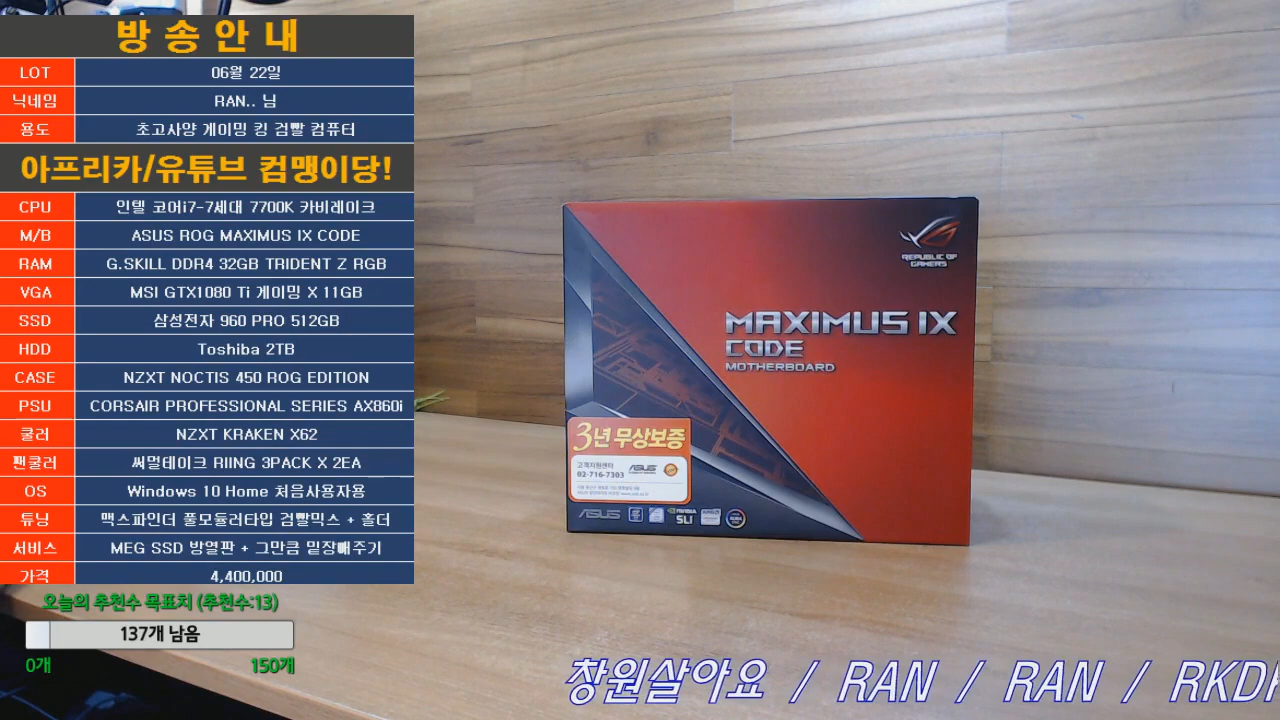 방 송 안 내
LOT 06월 22일
닉네임 RAN.. 님
용도 초고사양 게이밍 킹 검빨 컴퓨터
아프리카/유튜브 컴맹이당!
CPU 인텔 코어i7-7세대 7700K 카비레이크
M/B ASUS ROG MAXIMUS IX CODE
RAM G.SKILL DDR4 32GB TRIDENT Z RGB
VGA MSI GTX1080 Ti 게이밍 X 11GB
SSD 삼성전자 960 PRO 512GB
HDD Toshiba 2TB
CASE NZXT NOCTIS 450 ROG EDITION
PSU CORSAIR PROFESSIONAL SERIES AX860i
쿨러 NZXT KRAKEN X62
팬쿨러 써멀테이크 RIING 3PACK X 2EA
OS Windows 10 Home 처음사용자용
튜닝 맥스파인더 풀모듈러타입 검빨믹스 + 홀더
서비스 MEG SSD 방열판 + 그만큼 밑장빼주기
가격 4,400,000
오늘의 추천수 목표치 (추천수:13)
137개 남음
0개 150개
REPUBLIC OF
GAMERS
MAXIMUS IX
CODE
MOTHERBOARD
3년 무상보증
고객지원센터
02-716-7303
ASUS
ASUS
NVIDIA
SLI
창원살아요 / RAN / RAN / RKDH